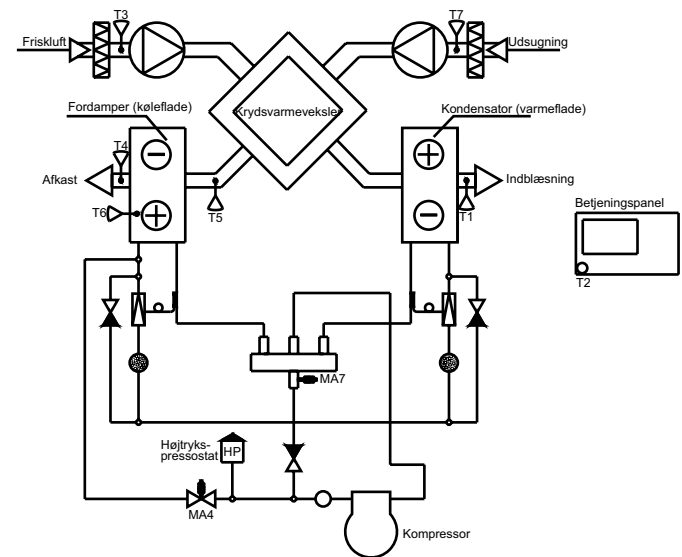 T3
T7
Friskluft
Udsugning
Krydsvarmeveksler
Fordamper (køleflade)
Kondensator (varmeflade)
T4
Afkast
T6
T5
T1
Indblæsning
Betjeningspanel
T2
MA7
Højtryks-
pressostat
HP
MA4
Kompressor